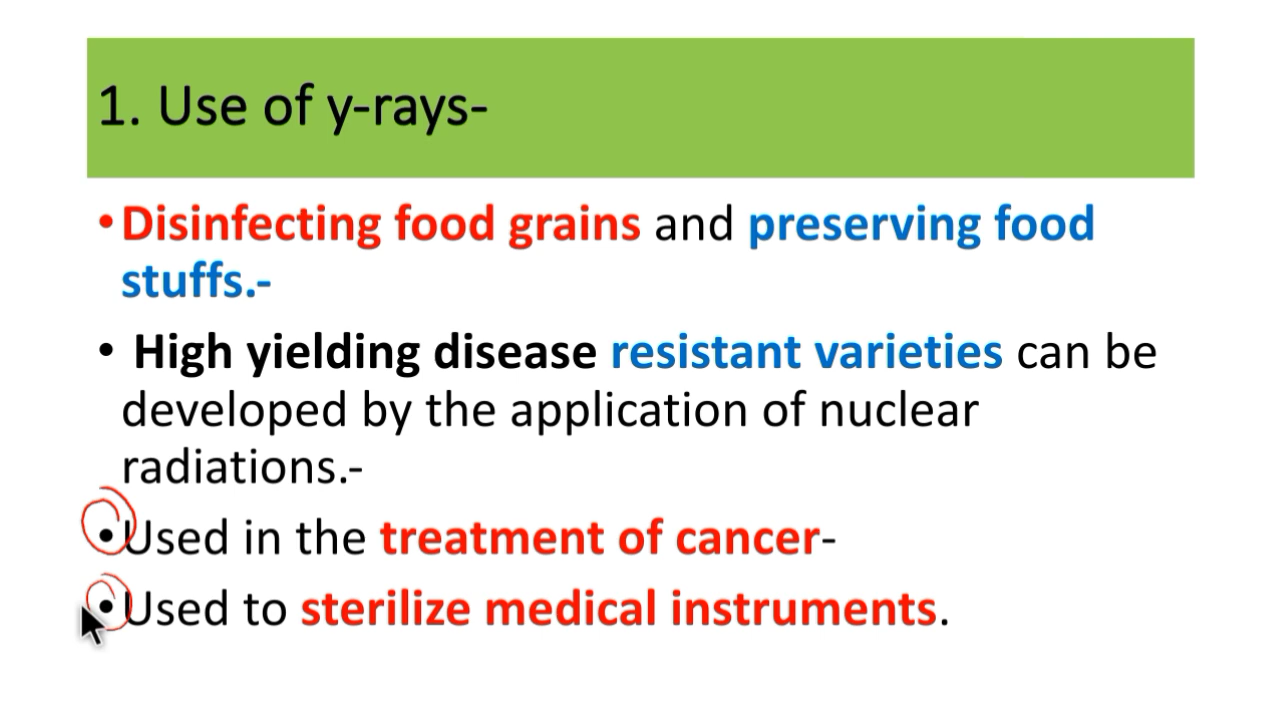 1. Use of y-rays-
•Disinfecting food grains and preserving food
stuffs.-
• High yielding disease resistant varieties can be
developed by the application of nuclear
radiations.-
•Used in the treatment of cancer-
•Used to sterilize medical instruments.